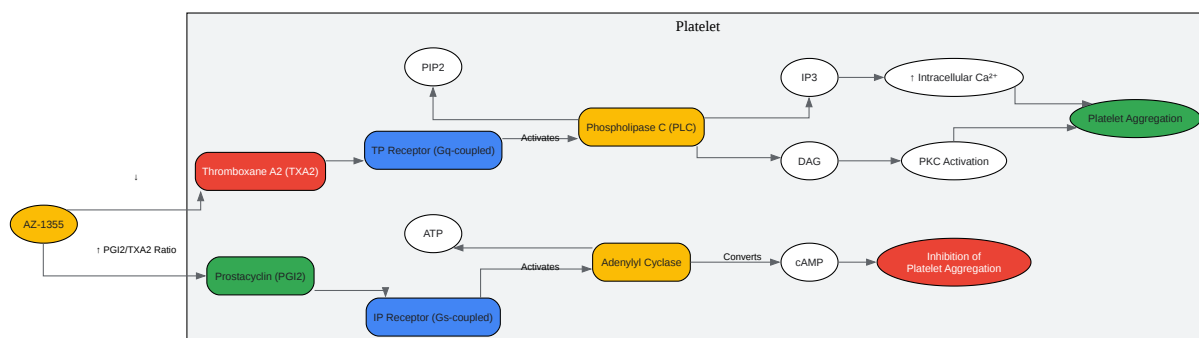 Platelet
PIP2
IP3
↑ Intracellular Ca²⁺
Phospholipase C (PLC)
Platelet Aggregation
Activates
TP Receptor (Gq-coupled)
DAG
PKC Activation
Thromboxane A2 (TXA2)
↓
AZ-1355
↑ PGI2/TXA2 Ratio
ATP
Adenylyl Cyclase
Converts
cAMP
Inhibition of
Platelet Aggregation
Activates
Prostacyclin (PGI2)
IP Receptor (Gs-coupled)